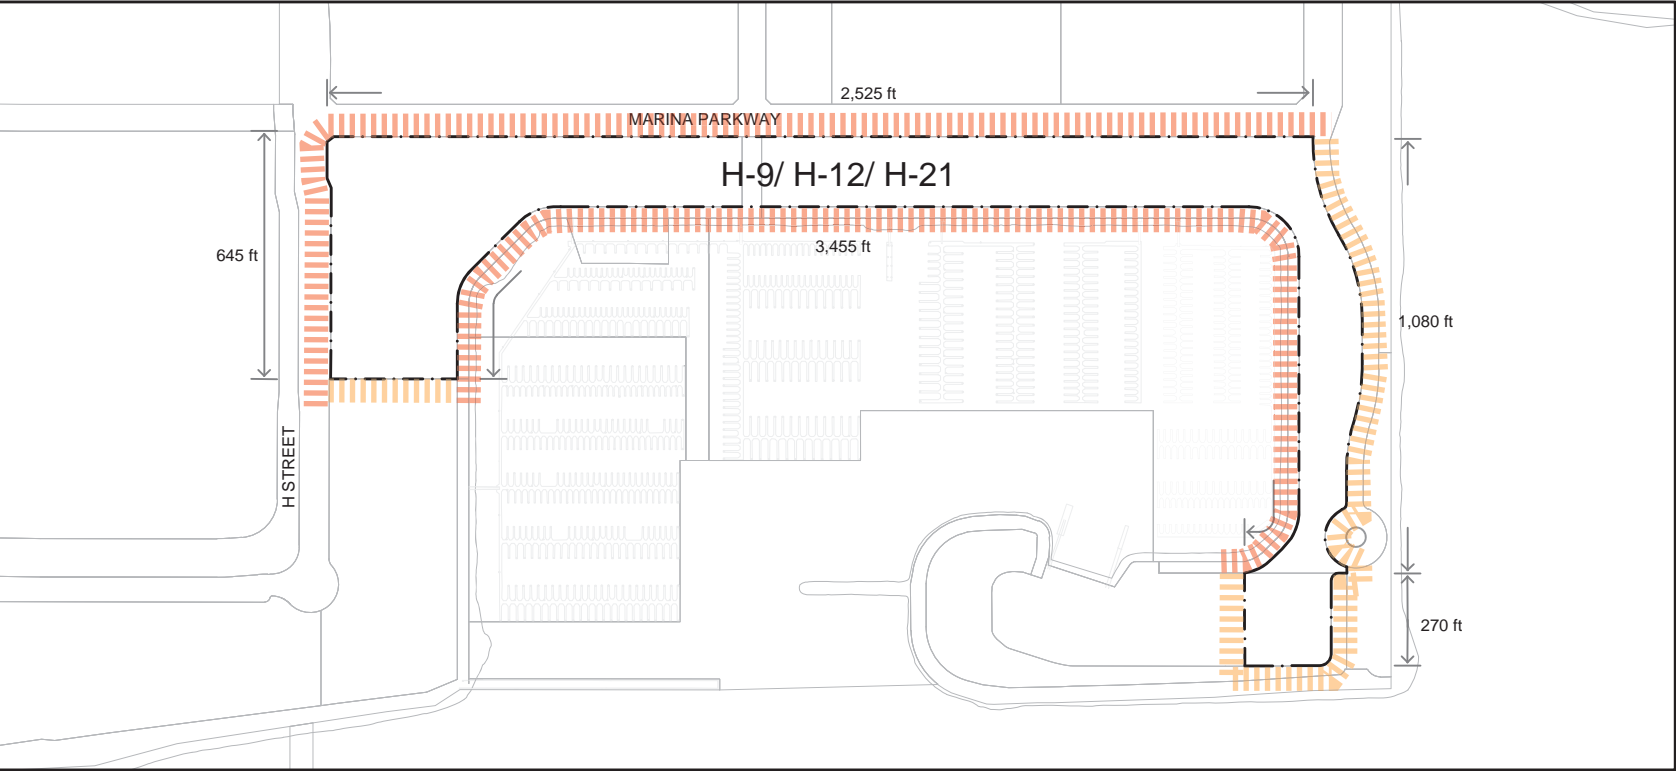 2,525 ft
MARINA PARKWAY
H-9/ H-12/ H-21
3,455 ft
645 ft
1,080 ft
H STREET
270 ft